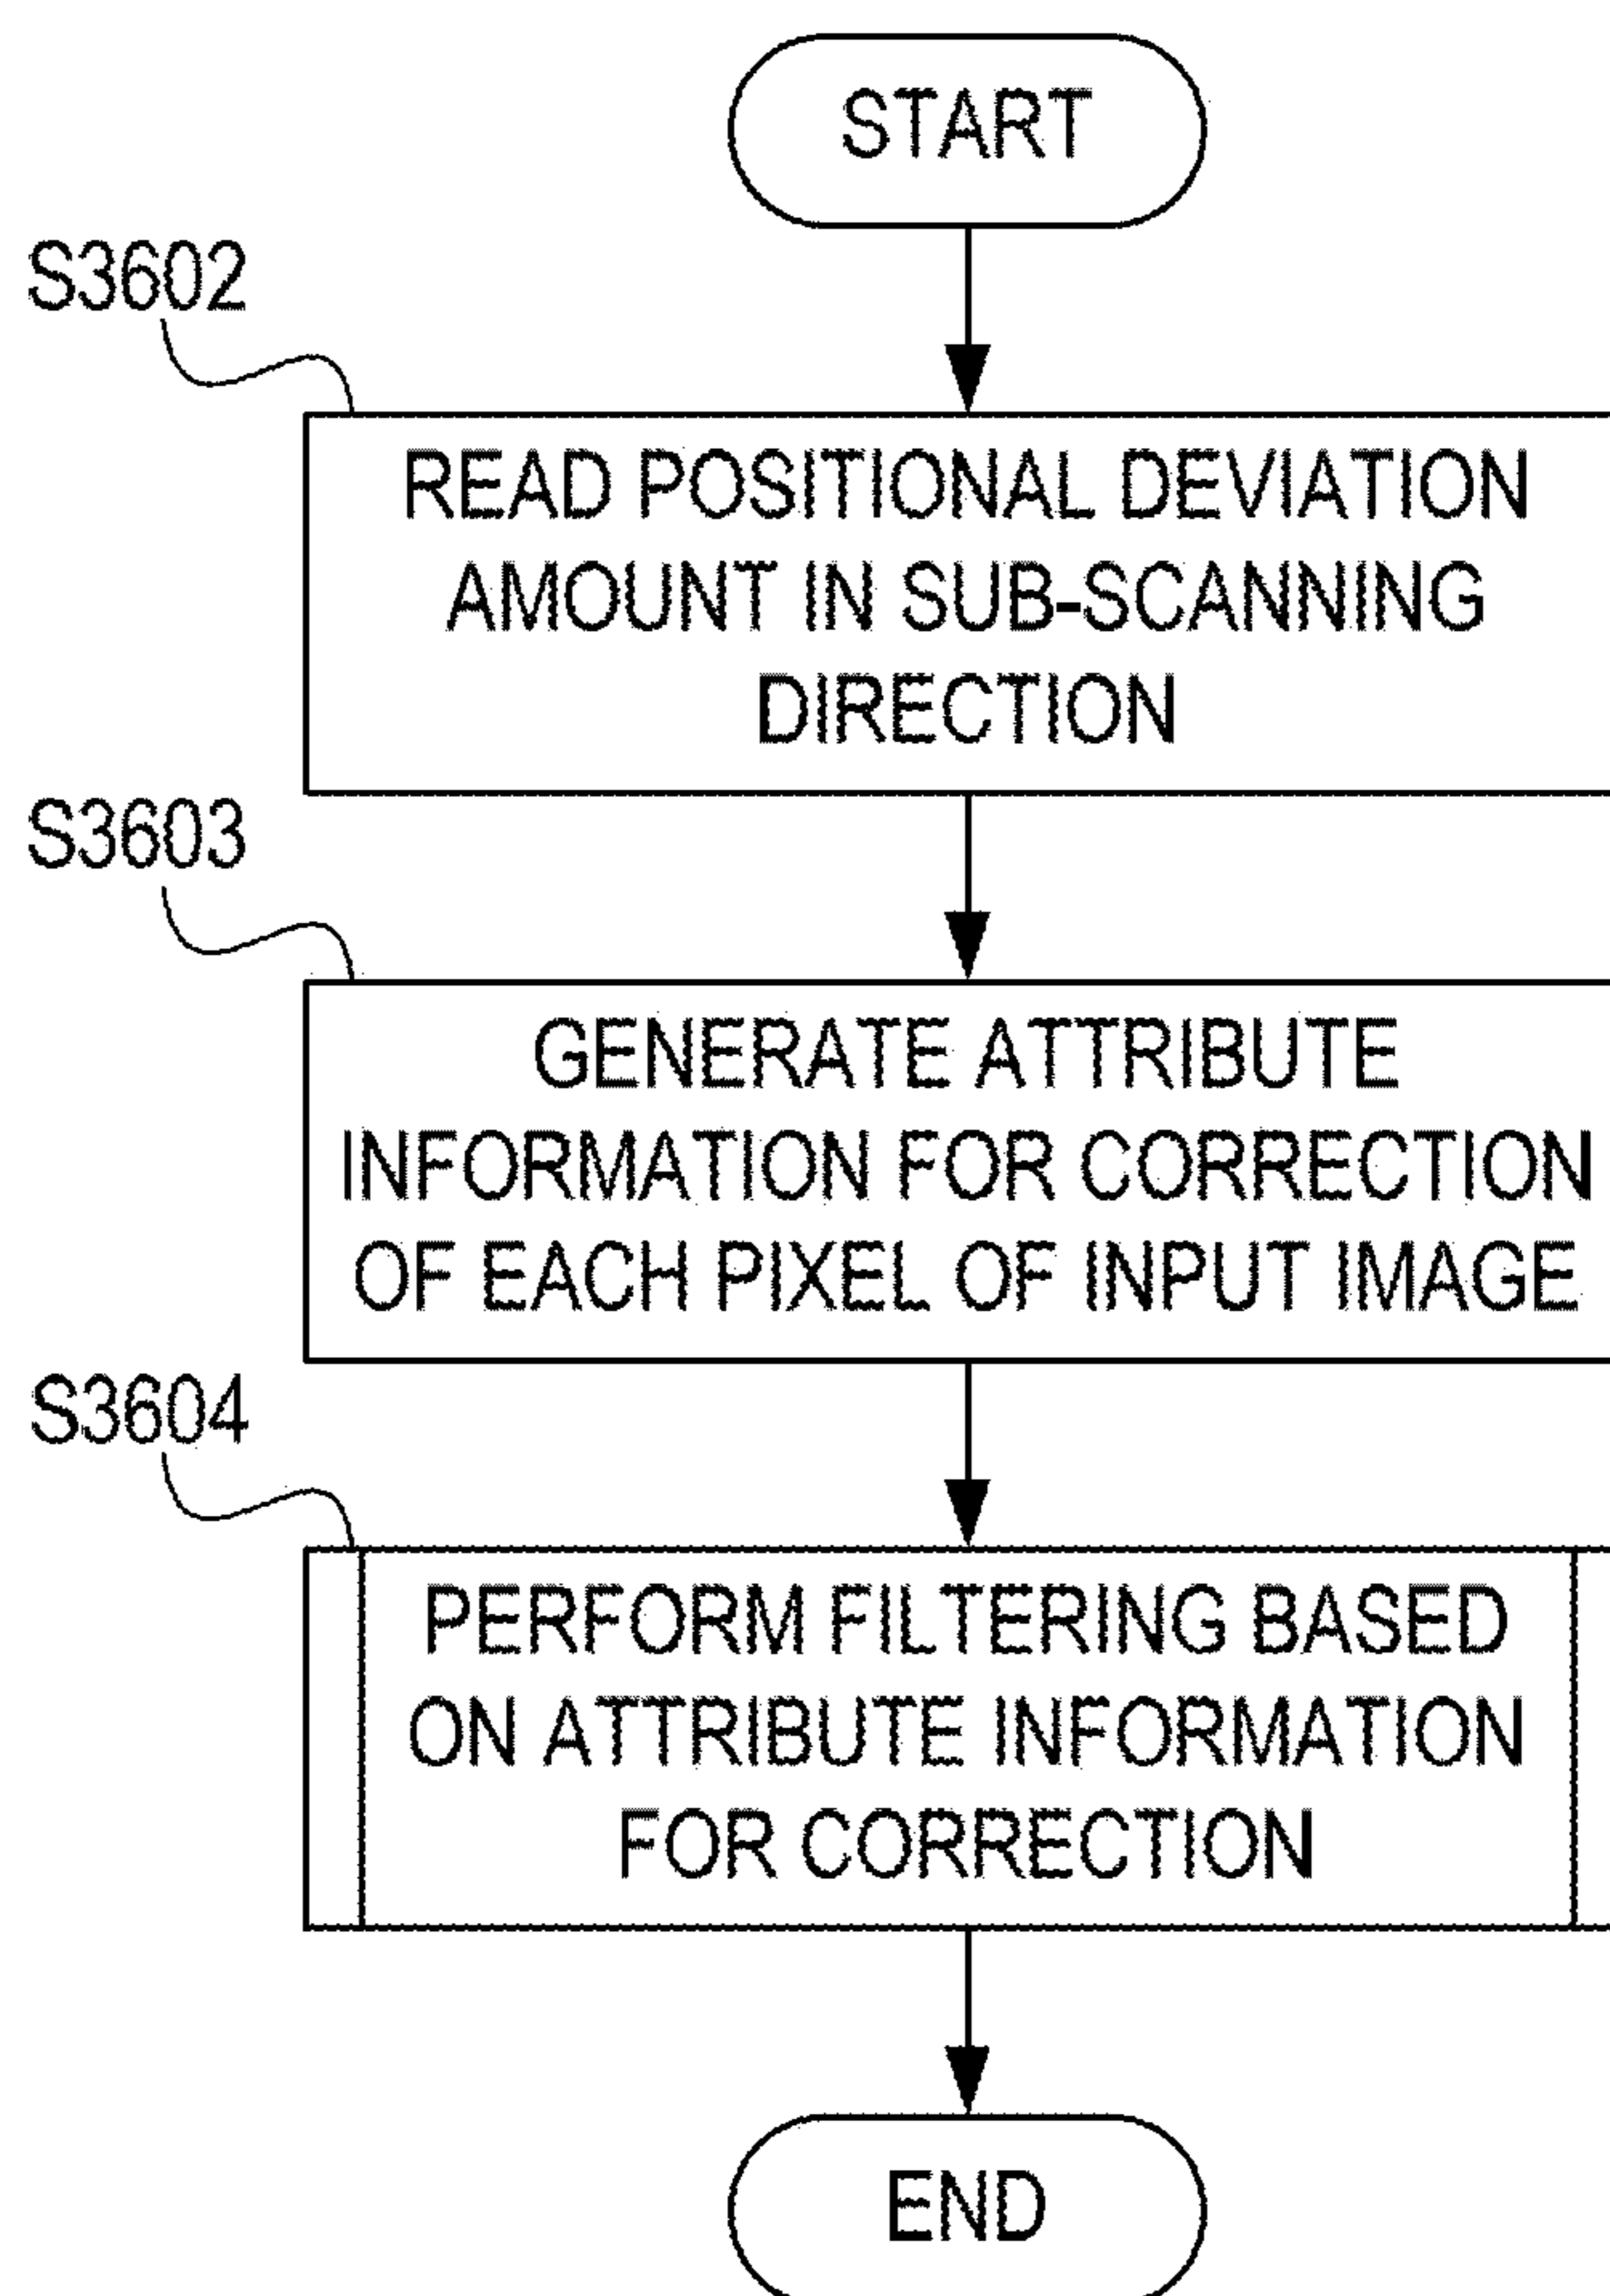 START
S3602
READ POSITIONAL DEVIATION
AMOUNT IN SUB-SCANNING
DIRECTION
S3603
GENERATE ATTRIBUTE
INFORMATION FOR CORRECTION
OF EACH PIXEL OF INPUT IMAGE
S3604
PERFORM FILTERING BASED
ON ATTRIBUTE INFORMATION
FOR CORRECTION
END